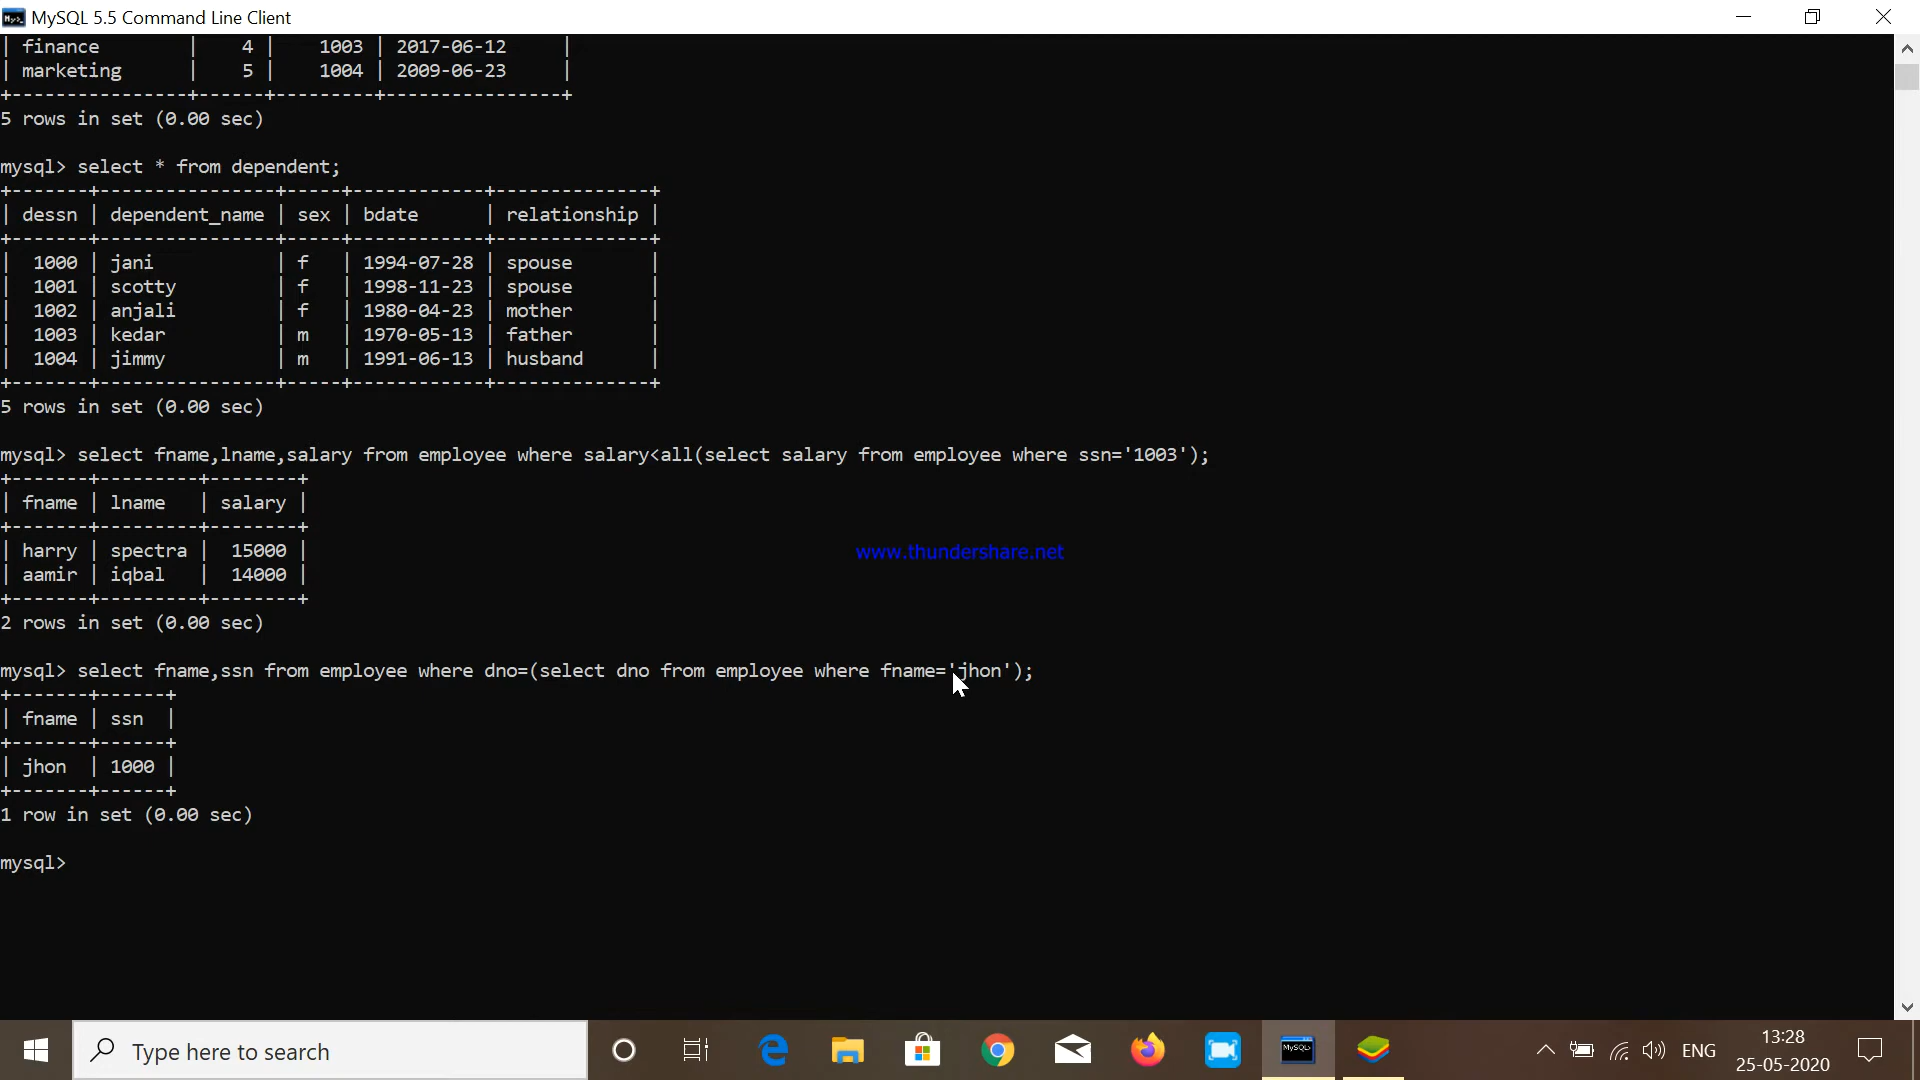 MySQL 5.5 Command Line Client
| finance        |    4 |    1003 | 2017-06-12     |
| marketing      |    5 |    1004 | 2009-06-23     |
+----------------+------+---------+----------------+
5 rows in set (0.00 sec)
mysql> select * from dependent;
+-------+----------------+-----+------------+--------------+
| dessn | dependent_name | sex | bdate      | relationship |
+-------+----------------+-----+------------+--------------+
|  1000 | jani           | f   | 1994-07-28 | spouse       |
|  1001 | scotty         | f   | 1998-11-23 | spouse       |
|  1002 | anjali         | f   | 1980-04-23 | mother       |
|  1003 | kedar          | m   | 1970-05-13 | father       |
|  1004 | jimmy          | m   | 1991-06-13 | husband      |
+-------+----------------+-----+------------+--------------+
5 rows in set (0.00 sec)
mysql> select fname,lname,salary from employee where salary<all(select salary from employee where ssn='1003');
+-------+---------+--------+
| fname | lname   | salary |
+-------+---------+--------+
| harry | spectra |  15000 |
| aamir | iqbal   |  14000 |
+-------+---------+--------+
www.thundershare.net
2 rows in set (0.00 sec)
mysql> select fname,ssn from employee where dno=(select dno from employee where fname='jhon');
+-------+------+
| fname | ssn  |
+-------+------+
| jhon  | 1000 |
+-------+------+
1 row in set (0.00 sec)
mysql>
Type here to search
MySQL
ENG
13:28
25-05-2020